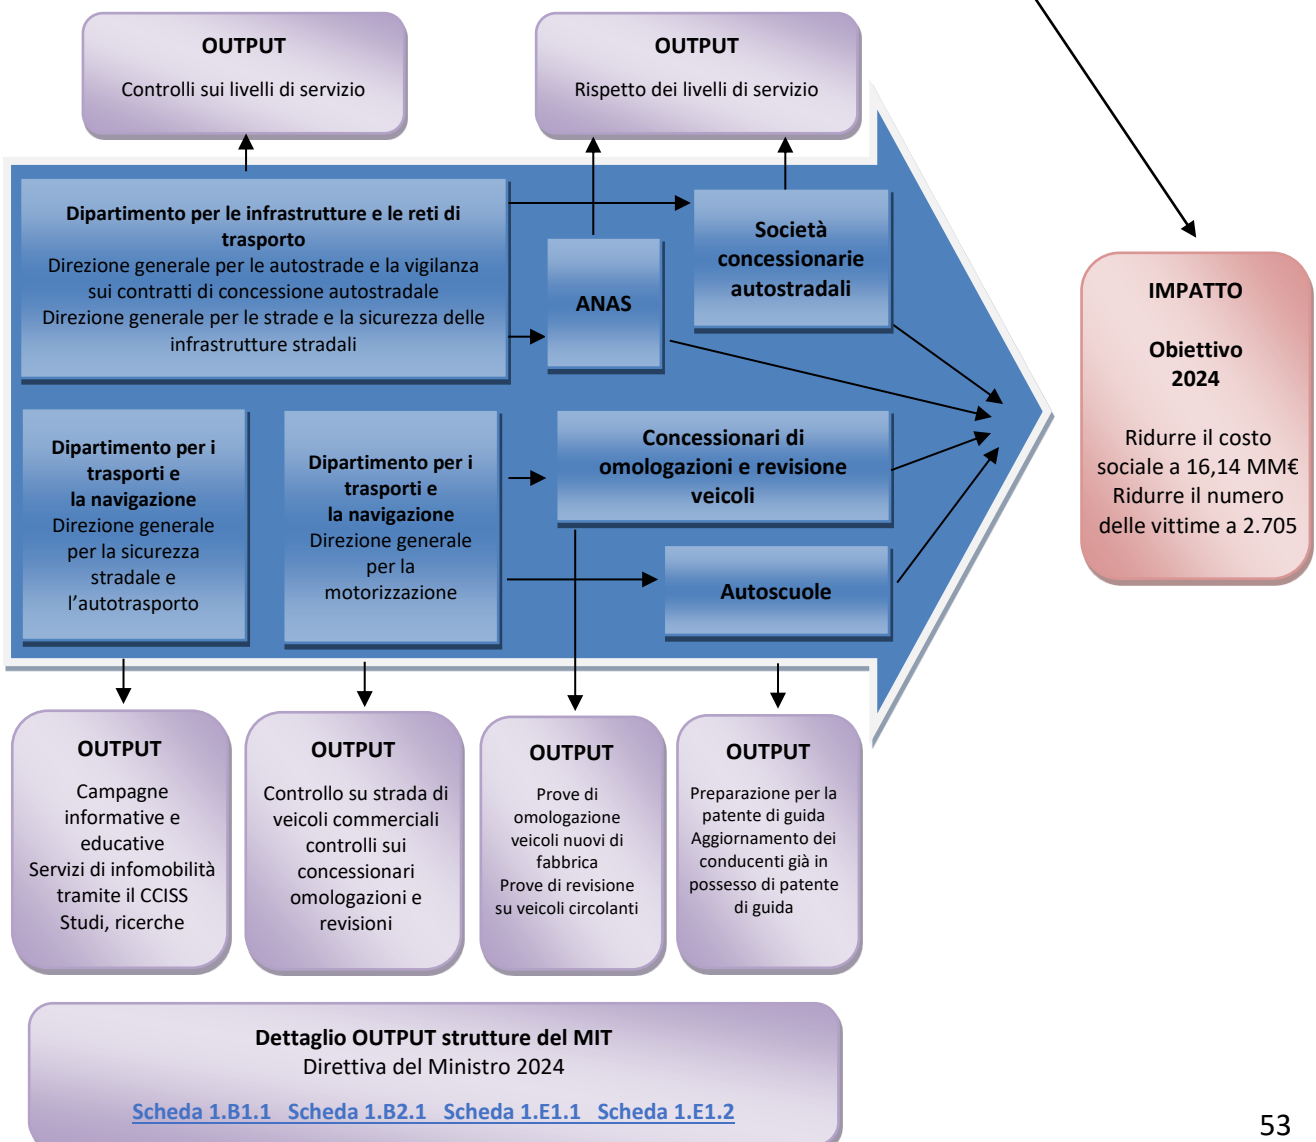 OUTPUT
Controlli sui livelli di servizio
OUTPUT
Rispetto dei livelli di servizio
Dipartimento per le infrastrutture e le reti di
trasporto
Direzione generale per le autostrade e la vigilanza
sui contratti di concessione autostradale
Direzione generale per le strade e la sicurezza delle
infrastrutture stradali
ANAS
Società
concessionarie
autostradali
IMPATTO
Obiettivo
2024
Ridurre il costo
sociale a 16,14 MM€
Ridurre il numero
delle vittime a 2.705
Dipartimento per i
trasporti e
la navigazione
Direzione generale
per la sicurezza
stradale e
l’autotrasporto
Dipartimento per i
trasporti e
la navigazione
Direzione generale
per la
motorizzazione
Concessionari di
omologazioni e revisione
veicoli
Autoscuole
OUTPUT
Campagne
informative e
educative
Servizi di infomobilità
tramite il CCISS
Studi, ricerche
OUTPUT
Controllo su strada di
veicoli commerciali
controlli sui
concessionari
omologazioni e
revisioni
OUTPUT
Prove di
omologazione
veicoli nuovi di
fabbrica
Prove di revisione
su veicoli circolanti
OUTPUT
Preparazione per la
patente di guida
Aggiornamento dei
conducenti già in
possesso di patente
di guida
Dettaglio OUTPUT strutture del MIT
Direttiva del Ministro 2024
Scheda 1.B1.1 Scheda 1.B2.1 Scheda 1.E1.1 Scheda 1.E1.2
53